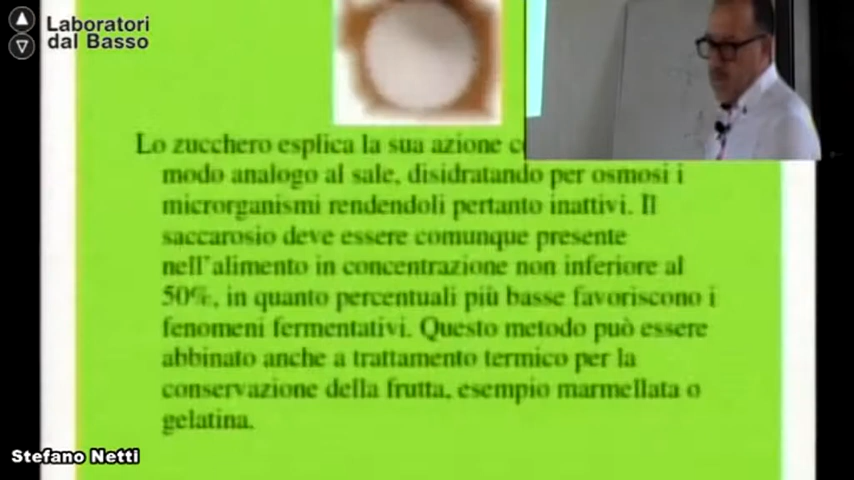 Laboratori
dal Basso
Lo zucchero esplica la sua azione
modo analogo al sale, disidratando per osmosi i
microrganismi rendendoli pertanto inattivi. Il
saccarosio deve essere comunque presente
nell'alimento in concentrazione non inferiore al
50%, in quanto percentuali più basse favoriscono i
fenomeni fermentativi. Questo metodo può essere
abbinato anche a trattamento termico per la
conservazione della frutta, esempio marmellata o
gelatina.
Stefano Netti